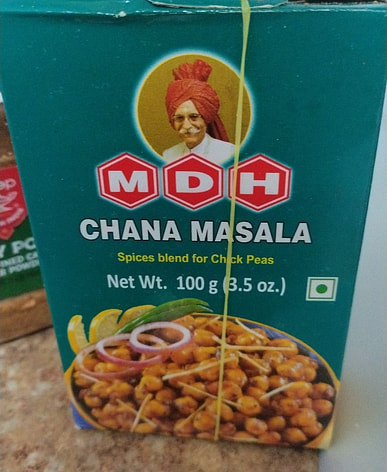 MDH
CHANA MASALA
Spices blend for Chick Peas
Net Wt. 100 g (3.5 oz.)